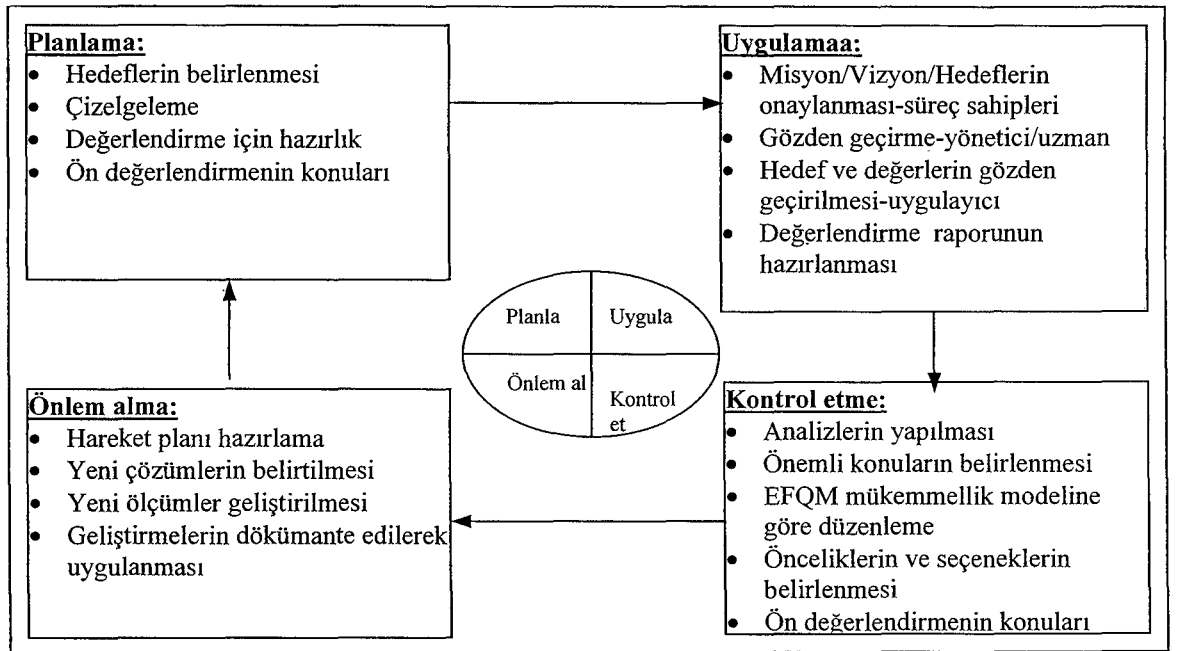 Planlama:
• Hedeflerin belirlenmesi
• Çizelgeleme
• Değerlendirme için hazırlık
• Ön değerlendirmenin konuları
Uygulamaa:
• Misyon/Vizyon/Hedeflerin
onaylanması-süreç sahipleri
• Gözden geçirme-yönetici/uzman
• Hedef ve değerlerin gözden
geçirilmesi-uygulayıcı
• Değerlendirme raporunun
hazırlanması
Planla
Uygula
Önlem al
Kontrol
et
Önlem alma:
• Hareket planı hazırlama
• Yeni çözümlerin belirtilmesi
• Yeni ölçümler geliştirilmesi
• Geliştirmelerin dökümante edilerek
uygulanması
Kontrol etme:
• Analizlerin yapılması
• Önemli konuların belirlenmesi
• EFQM mükemmellik modeline
göre düzenleme
• Önceliklerin ve seçeneklerin
belirlenmesi
• Ön değerlendirmenin konuları